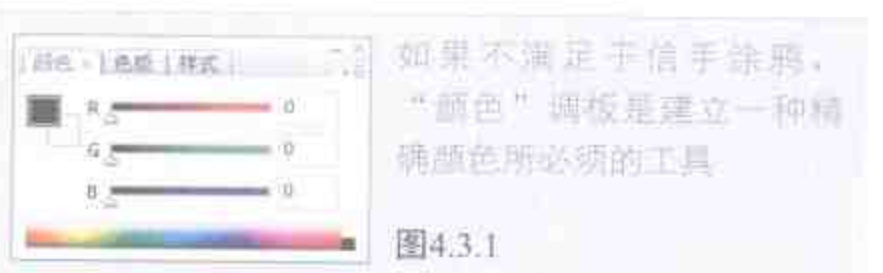 颜色 × 色板 样式
R 0
G 0
B 0
如果不满足于信手涂鸦，
“颜色”调板是建立一种精
确颜色所必须的工具
图4.3.1